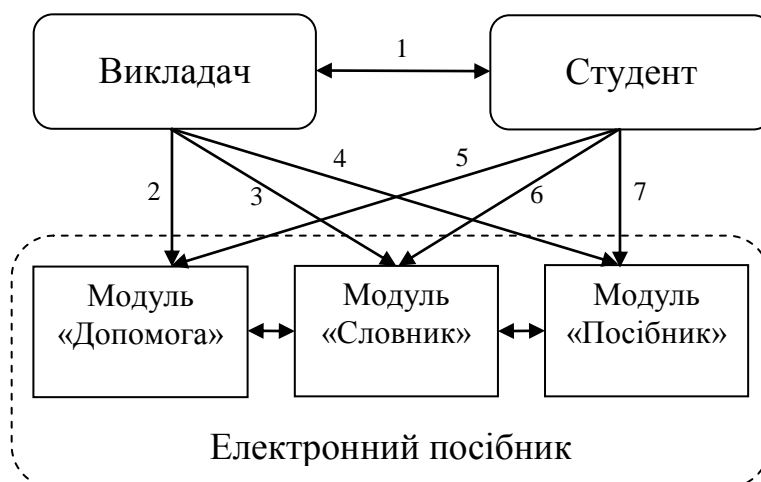 1
Викладач
Студент
2
3
4
5
6
7
Модуль
«Допомога»
Модуль
«Словник»
Модуль
«Посібник»
Електронний посібник